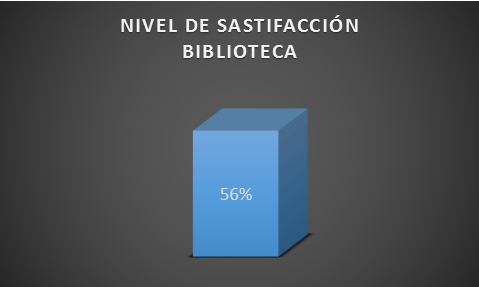 NIVEL DE SASTIFACCIÓN
BIBLIOTECA
56%